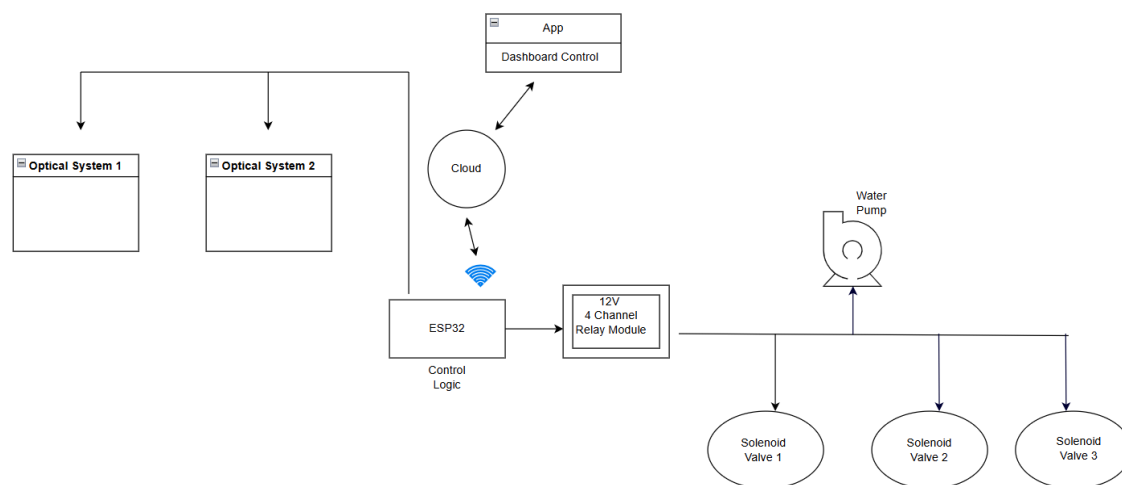 App
Dashboard Control
Optical System 1
Optical System 2
Cloud
Water
Pump
12V
4 Channel
Relay Module
ESP32
Control
Logic
Solenoid
Valve 1
Solenoid
Valve 2
Solenoid
Valve 3